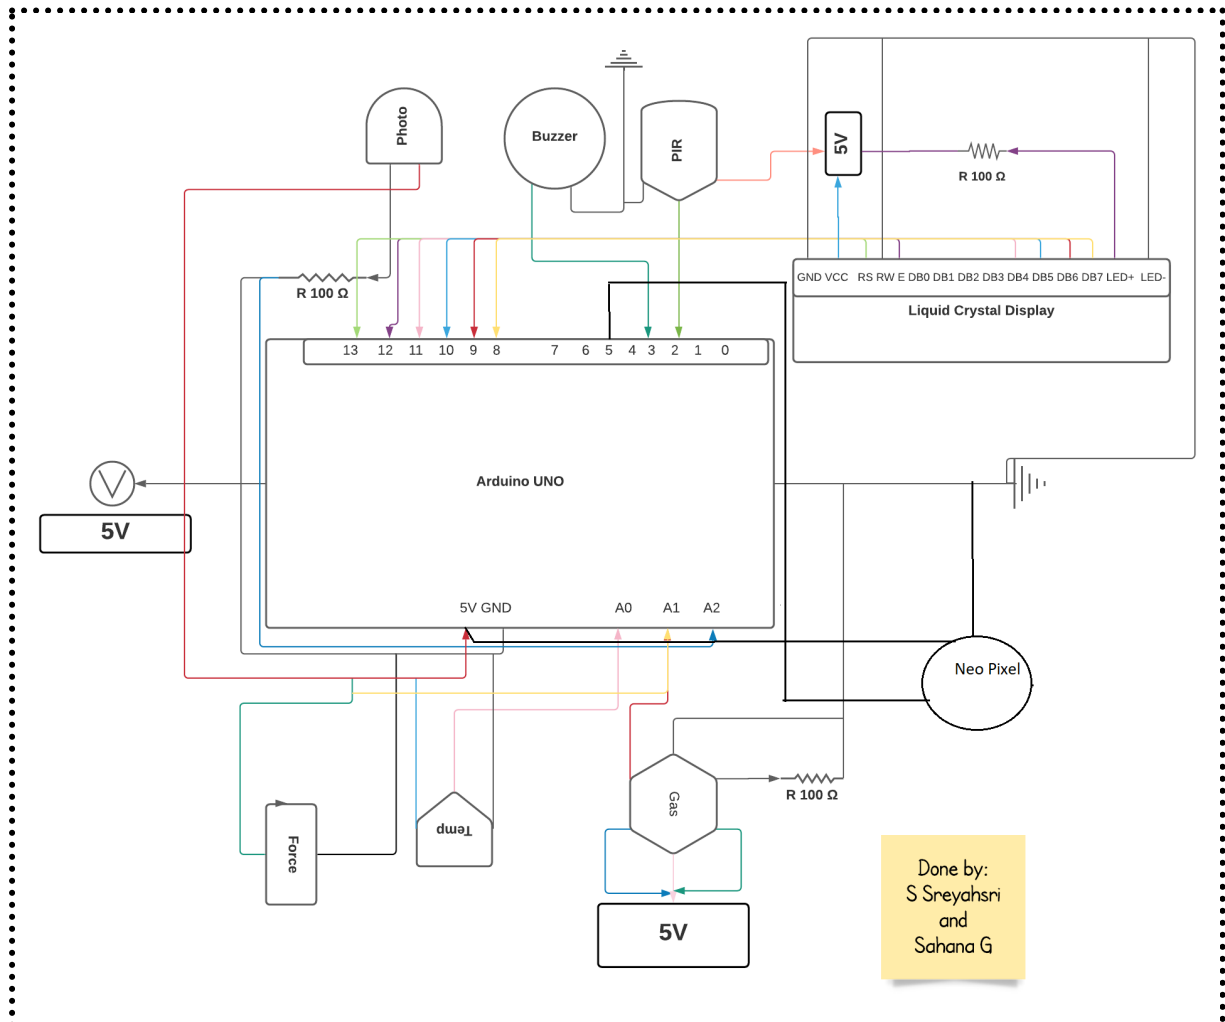 Photo
Buzzer
PIR
5V
R 100 Ω
R 100 Ω
GND VCC RS RW E DB0 DB1 DB2 DB3 DB4 DB5 DB6 DB7 LED+ LED-
Liquid Crystal Display
13 12 11 10 9 8 7 6 5 4 3 2 1 0
Arduino UNO
V
5V
5V GND A0 A1 A2
Neo Pixel
Gas
R 100 Ω
Temp
Force
5V
Done by:
S Sreyahsri
and
Sahana G